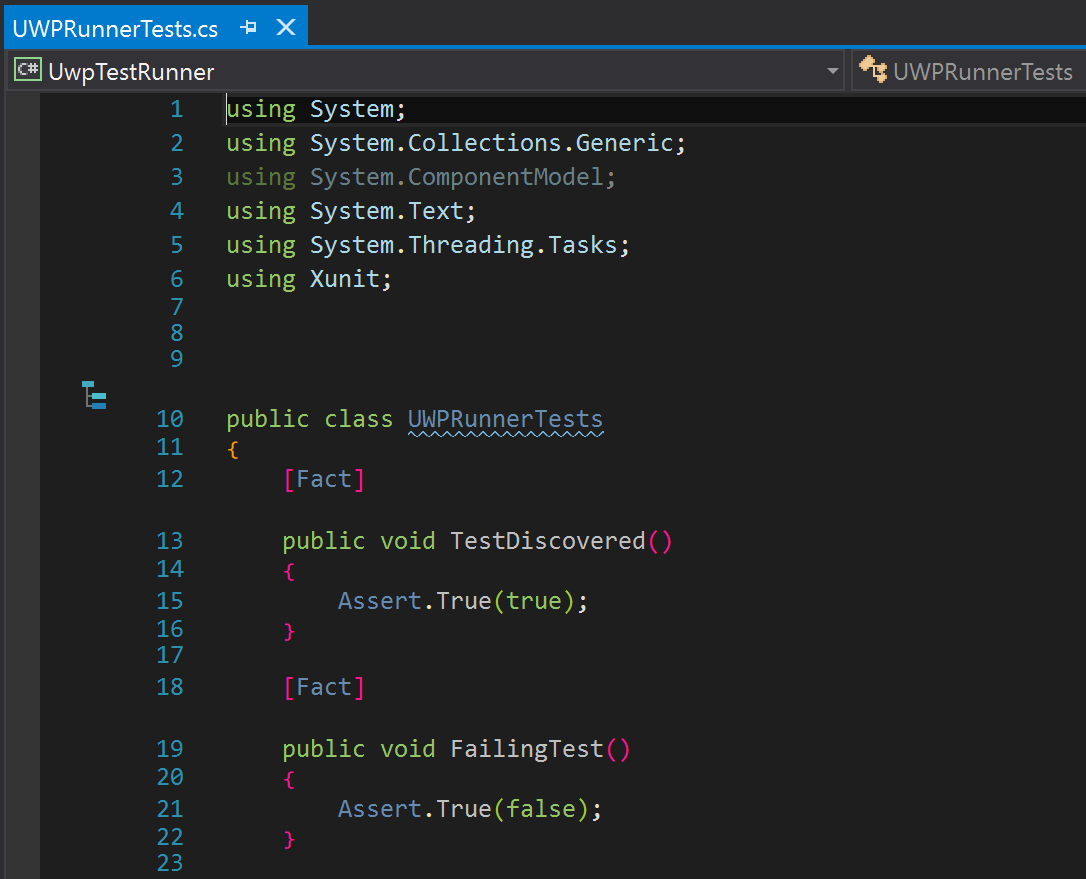 UWPRunnerTests.cs
C# UwpTestRunner UWPRunnerTests
1 using System;
2 using System.Collections.Generic;
3 using System.ComponentModel;
4 using System.Text;
5 using System.Threading.Tasks;
6 using Xunit;
7
8
9
10 public class UWPRunnerTests
11 {
12     [Fact]
13     public void TestDiscovered()
14     {
15         Assert.True(true);
16     }
17
18     [Fact]
19     public void FailingTest()
20     {
21         Assert.True(false);
22     }
23